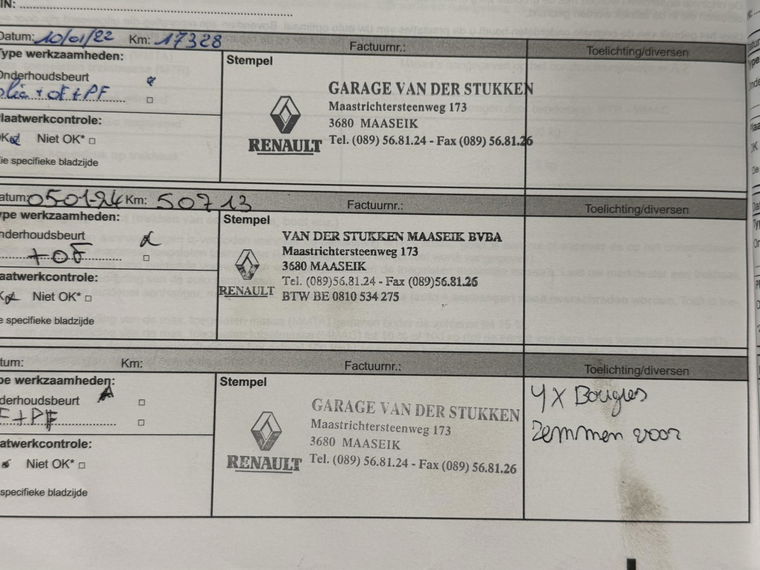 IN:
Datum: 10/01/22 Km: 17328 Factuurnr.: Toelichting/diversen
Type werkzaamheden: Stempel
Onderhoudsbeurt
olie + OF + PF
Plaatwerkcontrole:
OK Niet OK*
Zie specifieke bladzijde
RENAULT
GARAGE VAN DER STUKKEN
Maastrichtersteenweg 173
3680 MAASEIK
Tel. (089) 56.81.24 - Fax (089) 56.81.26
atum: 0501-24 Km: 50713 Factuurnr.: Toelichting/diversen
ype werkzaamheden: Stempel
nderhoudsbeurt
+ OF
laatwerkcontrole:
K Niet OK*
e specifieke bladzijde
RENAULT
VAN DER STUKKEN MAASEIK BVBA
Maastrichtersteenweg 173
3680 MAASEIK
Tel. (089)56.81.24 - Fax (089)56.81.26
BTW BE 0810 534 275
tum: Km: Factuurnr.: Toelichting/diversen
pe werkzaamheden: Stempel
derhoudsbeurt
F + PF
aatwerkcontrole:
Niet OK*
specifieke bladzijde
RENAULT
GARAGE VAN DER STUKKEN
Maastrichtersteenweg 173
3680 MAASEIK
Tel. (089) 56.81.24 - Fax (089) 56.81.26
4x Bougies
Remmen voor